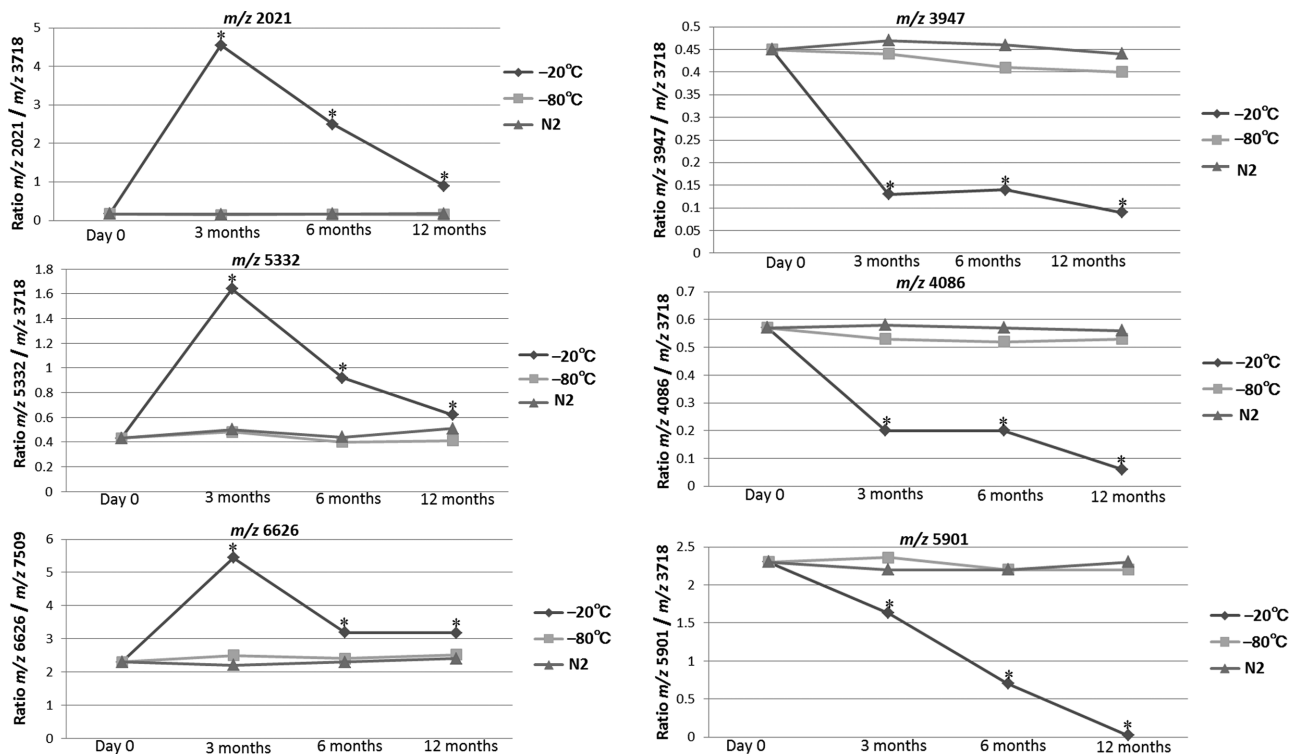 m/z 2021
Ratio m/z 2021 / m/z 3718
5
4
3
2
1
0
Day 0
3 months
6 months
12 months
*
*
*
−20°C
−80°C
N2
m/z 5332
Ratio m/z 5332 / m/z 3718
1.8
1.6
1.4
1.2
1
0.8
0.6
0.4
0.2
0
Day 0
3 months
6 months
12 months
*
*
*
−20°C
−80°C
N2
m/z 6626
Ratio m/z 6626 / m/z 7509
6
5
4
3
2
1
0
Day 0
3 months
6 months
12 months
*
*
*
−20°C
−80°C
N2
m/z 3947
Ratio m/z 3947 / m/z 3718
0.5
0.45
0.4
0.35
0.3
0.25
0.2
0.15
0.1
0.05
0
Day 0
3 months
6 months
12 months
*
*
*
−20°C
−80°C
N2
m/z 4086
Ratio m/z 4086 / m/z 3718
0.7
0.6
0.5
0.4
0.3
0.2
0.1
0
Day 0
3 months
6 months
12 months
*
*
*
−20°C
−80°C
N2
m/z 5901
Ratio m/z 5901 / m/z 3718
2.5
2
1.5
1
0.5
0
Day 0
3 months
6 months
12 months
*
*
*
−20°C
−80°C
N2